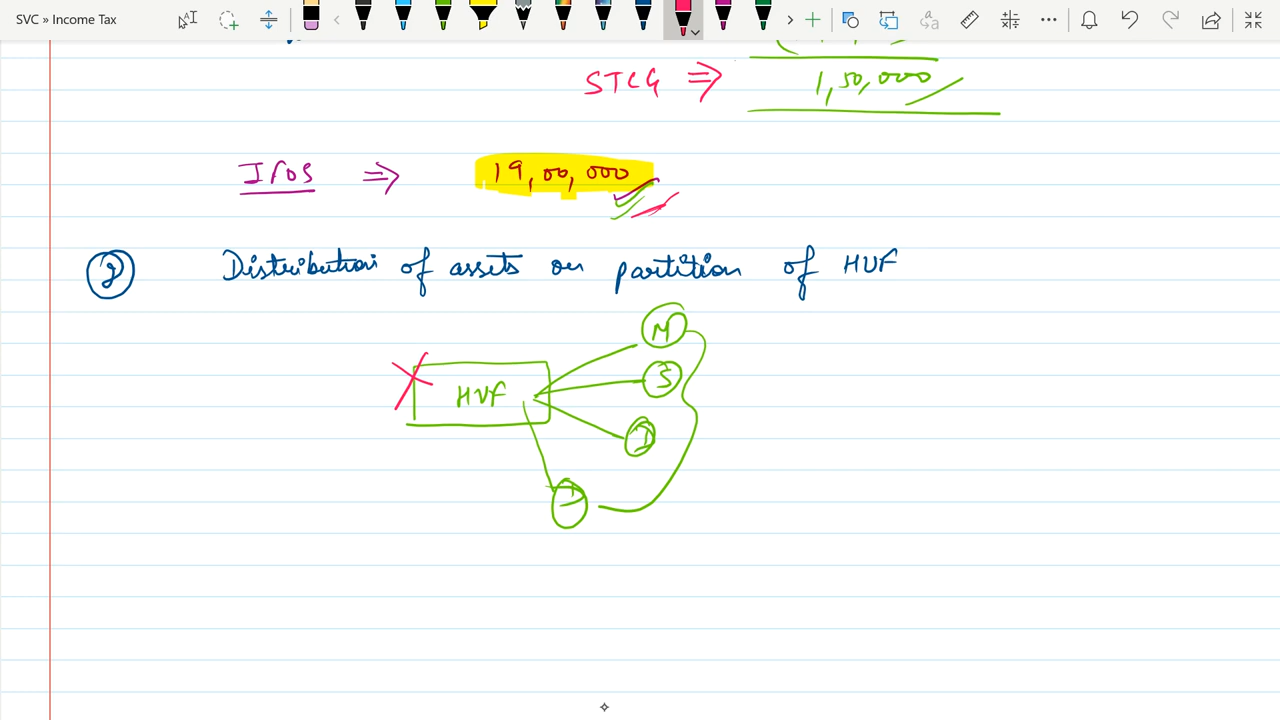 SVC » Income Tax
STCG ⇒ 1,50,000
IFOS ⇒ 19,00,000
② Distribution of assets on partition of HUF
M
S
HUF